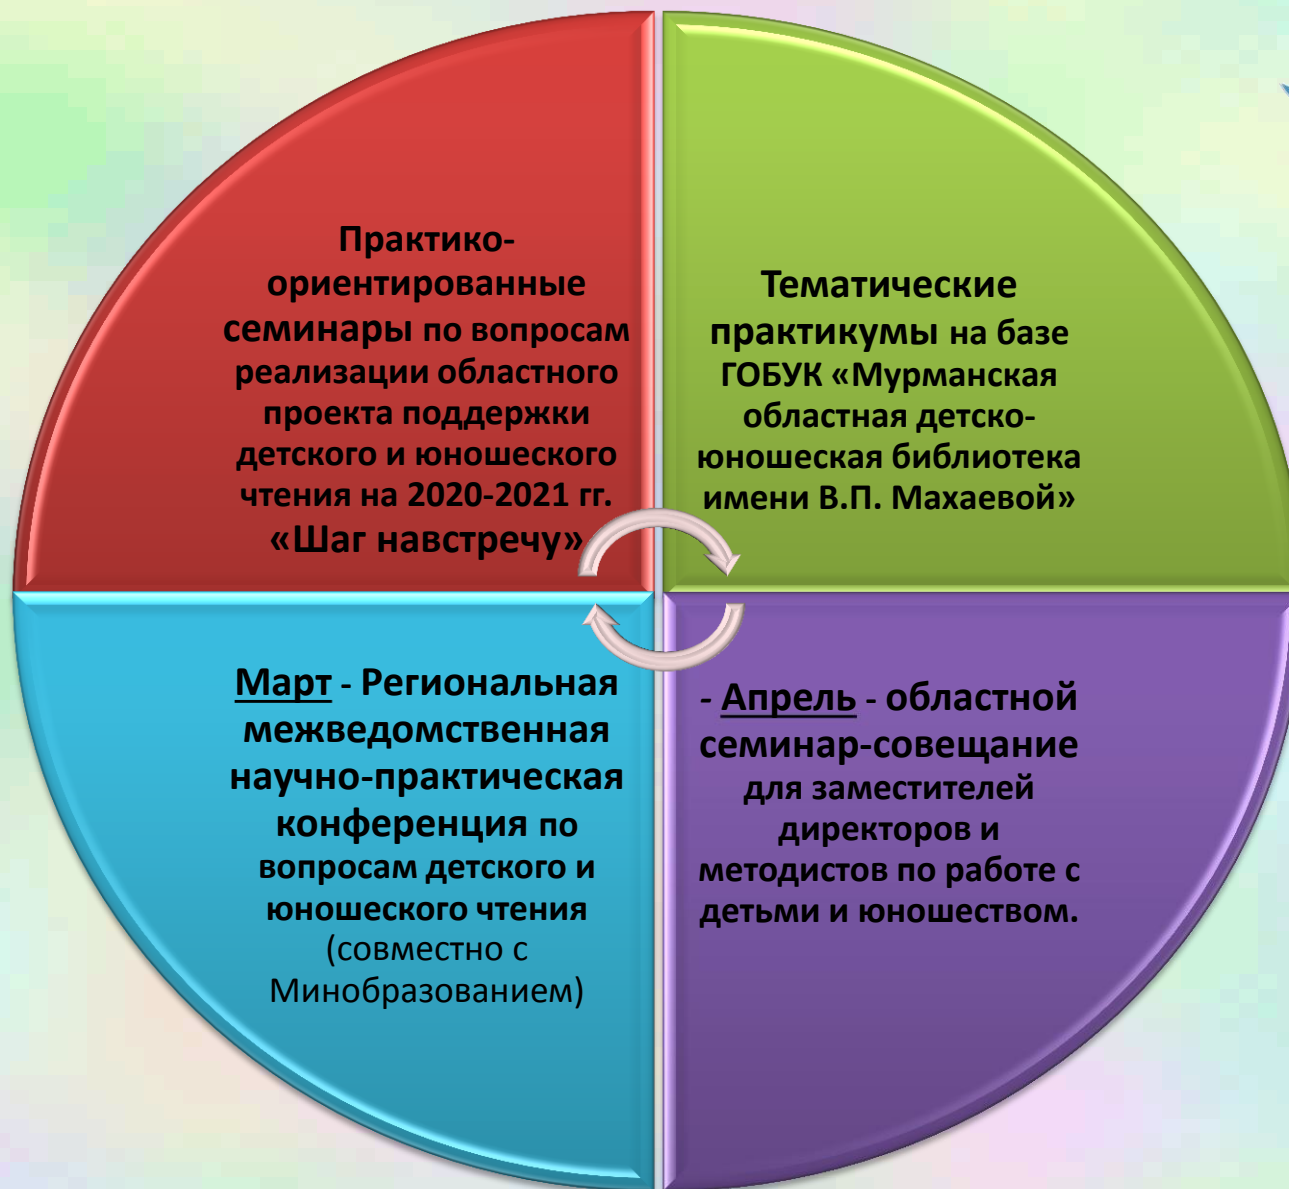 Практико-
ориентированные
семинары по вопросам
реализации областного
проекта поддержки
детского и юношеского
чтения на 2020-2021 гг.
«Шаг навстречу»
Тематические
практикумы на базе
ГОБУК «Мурманская
областная детско-
юношеская библиотека
имени В.П. Махаевой»
Март - Региональная
межведомственная
научно-практическая
конференция по
вопросам детского и
юношеского чтения
(совместно с
Минобразованием)
- Апрель - областной
семинар-совещание
для заместителей
директоров и
методистов по работе с
детьми и юношеством.